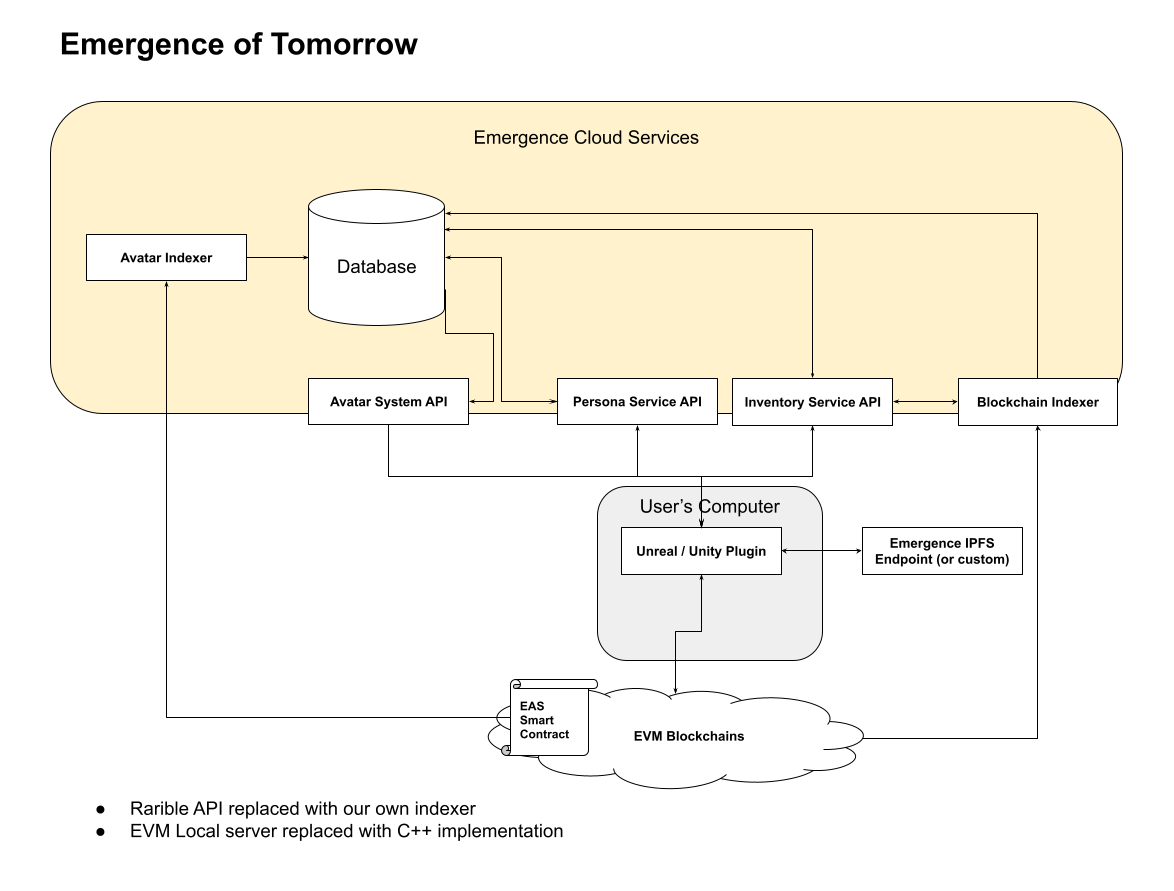 Emergence of Tomorrow
Emergence Cloud Services
Avatar Indexer
Database
Avatar System API
Persona Service API
Inventory Service API
Blockchain Indexer
User’s Computer
Unreal / Unity Plugin
Emergence IPFS
Endpoint (or custom)
EAS
Smart
Contract
EVM Blockchains
● Rarible API replaced with our own indexer
● EVM Local server replaced with C++ implementation